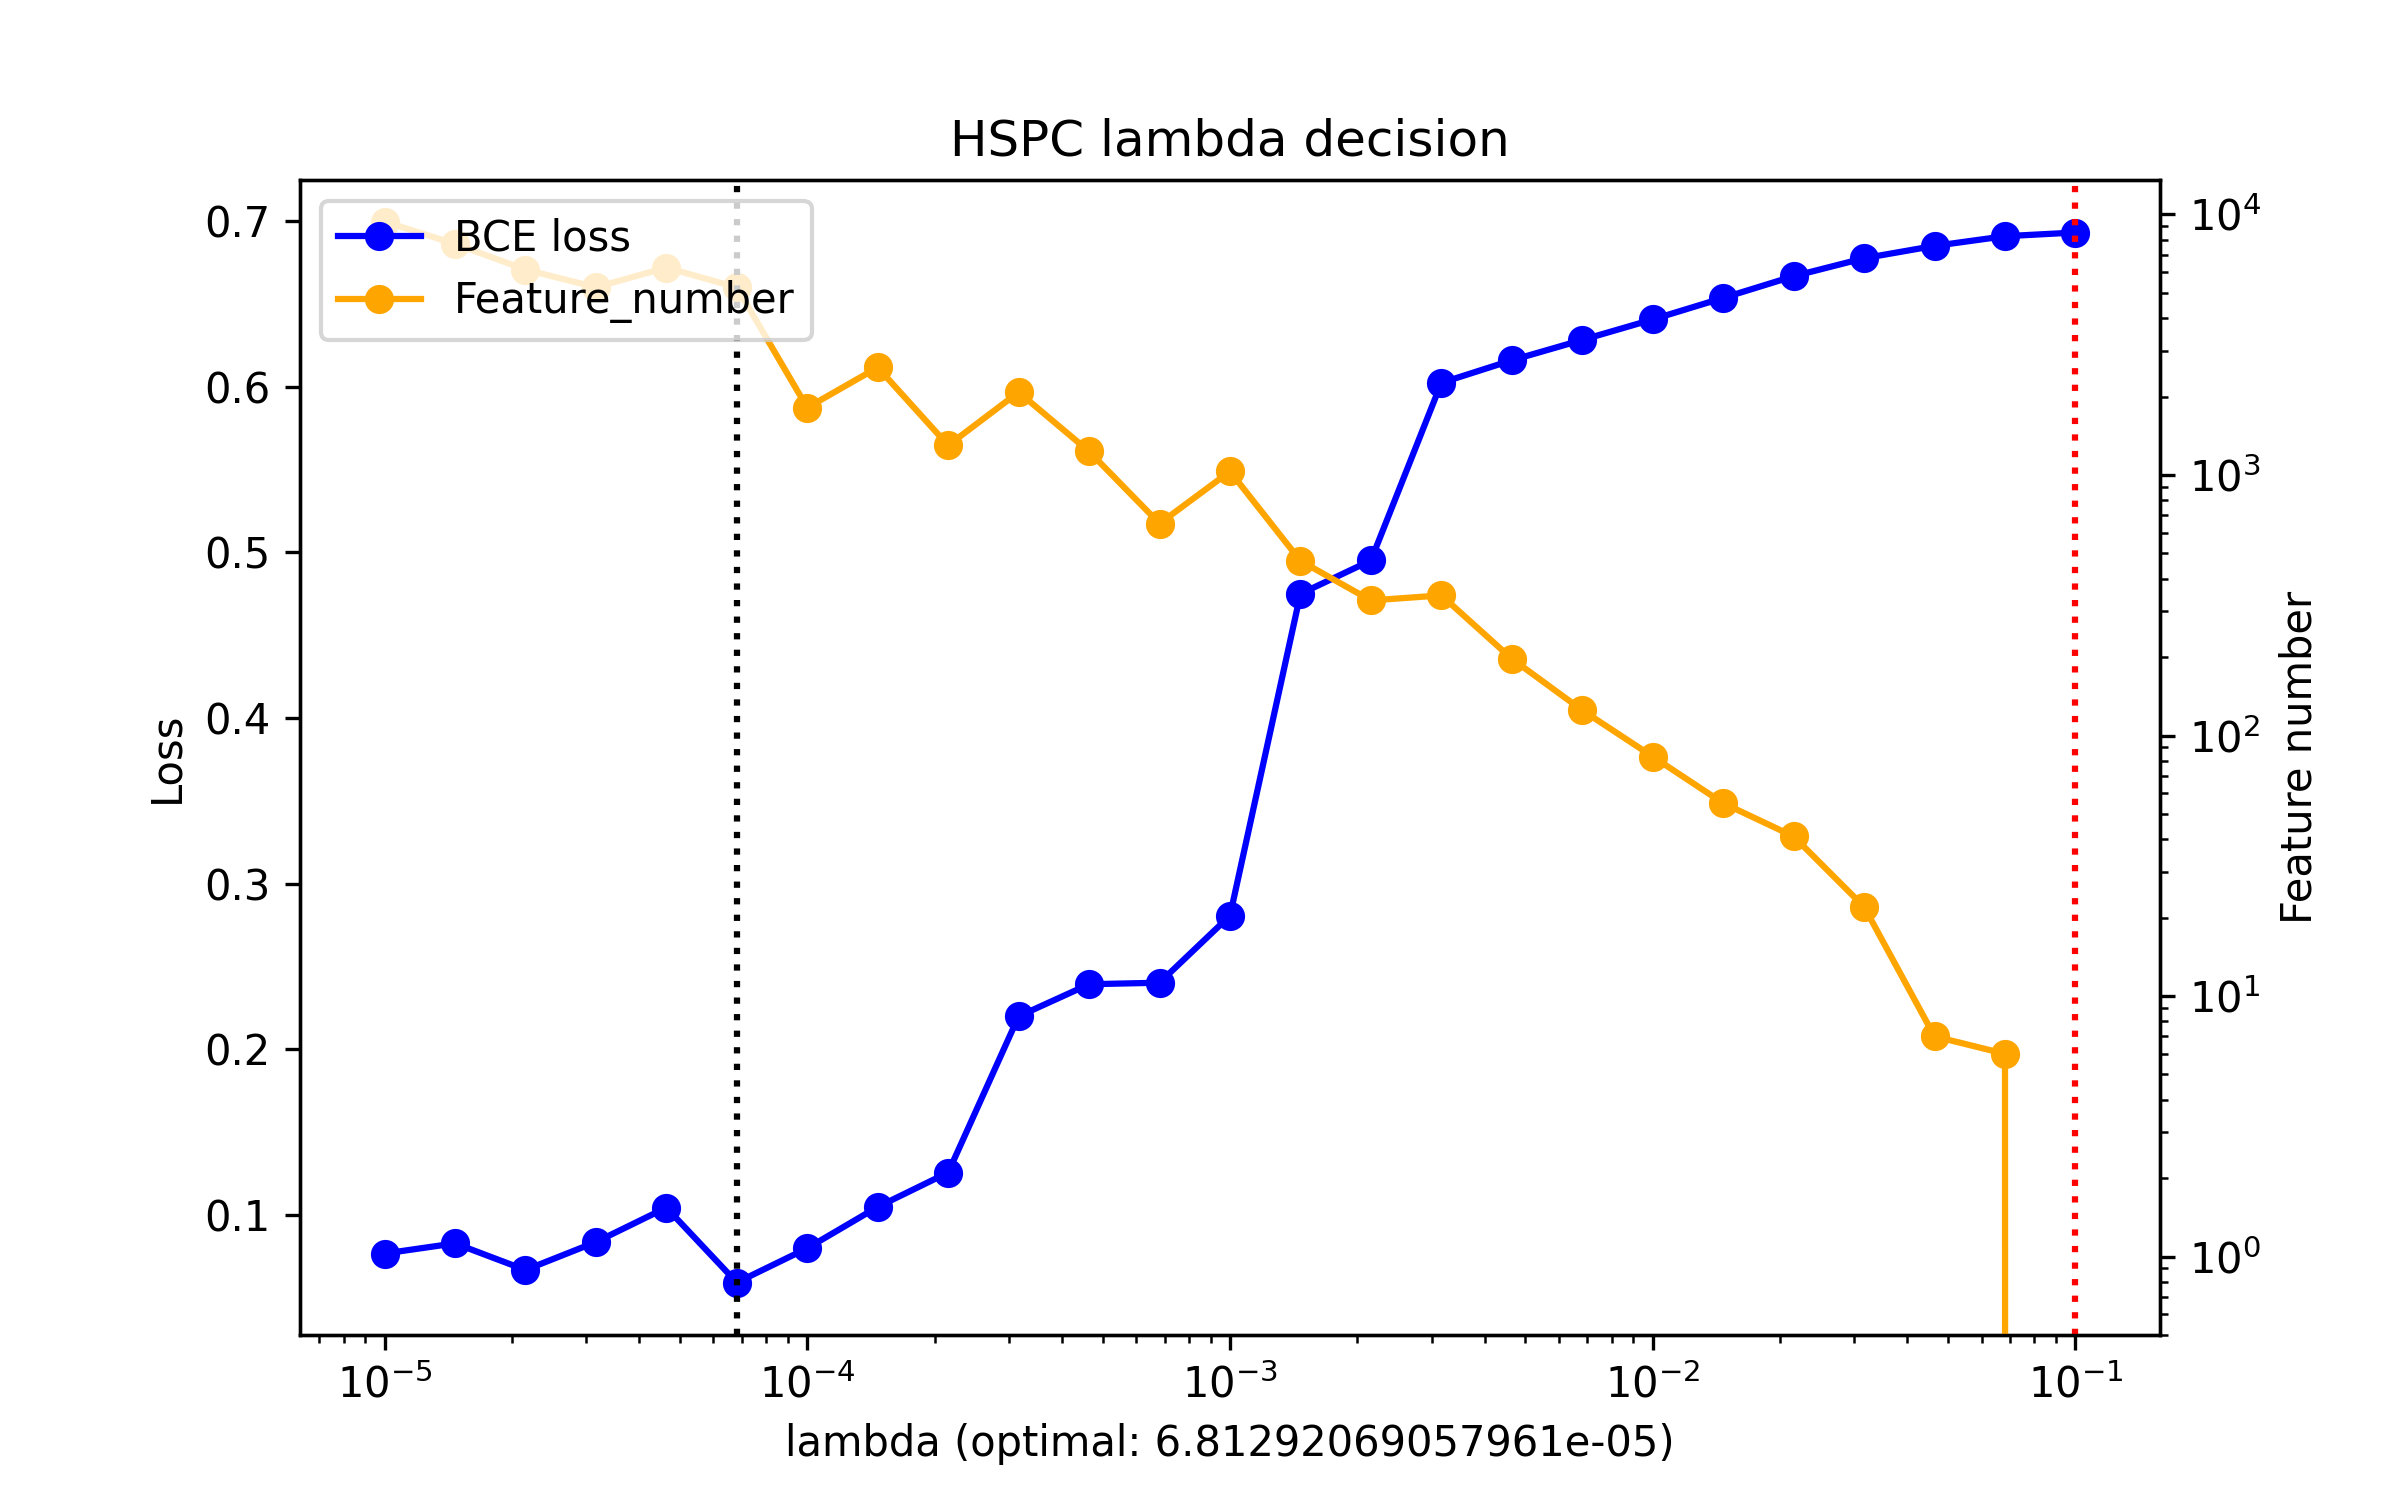 HSPC lambda decision
BCE loss
Feature_number
0.7
0.6
0.5
0.4
0.3
0.2
0.1
Loss
10⁴
10³
10²
10¹
10⁰
Feature number
10⁻⁵
10⁻⁴
10⁻³
10⁻²
10⁻¹
lambda (optimal: 6.81292069057961e-05)